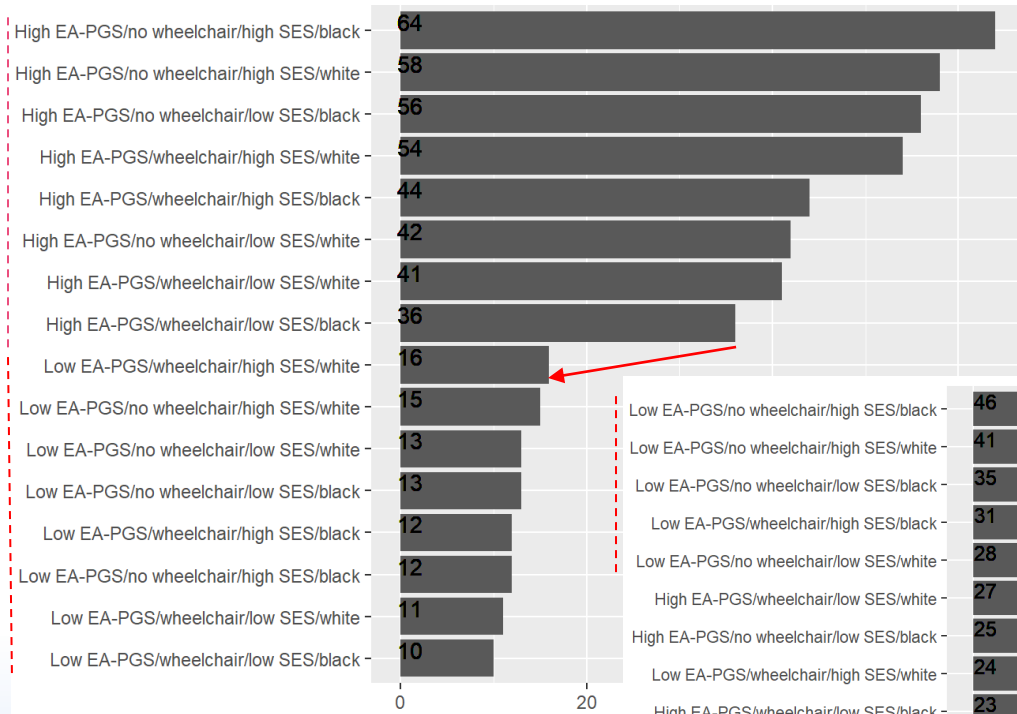 High EA-PGS/no wheelchair/high SES/black 64
High EA-PGS/no wheelchair/high SES/white 58
High EA-PGS/no wheelchair/low SES/black 56
High EA-PGS/wheelchair/high SES/white 54
High EA-PGS/wheelchair/high SES/black 44
High EA-PGS/no wheelchair/low SES/white 42
High EA-PGS/wheelchair/low SES/white 41
High EA-PGS/wheelchair/low SES/black 36
Low EA-PGS/wheelchair/high SES/white 16
Low EA-PGS/no wheelchair/high SES/white 15
Low EA-PGS/no wheelchair/low SES/white 13
Low EA-PGS/no wheelchair/low SES/black 13
Low EA-PGS/wheelchair/high SES/black 12
Low EA-PGS/no wheelchair/high SES/black 12
Low EA-PGS/wheelchair/low SES/white 11
Low EA-PGS/wheelchair/low SES/black 10
0 20
Low EA-PGS/no wheelchair/high SES/black 46
Low EA-PGS/no wheelchair/high SES/white 41
Low EA-PGS/no wheelchair/low SES/black 35
Low EA-PGS/wheelchair/high SES/black 31
Low EA-PGS/no wheelchair/low SES/white 28
High EA-PGS/wheelchair/low SES/white 27
High EA-PGS/no wheelchair/low SES/black 25
Low EA-PGS/wheelchair/high SES/white 24
High EA-PGS/wheelchair/low SES/black 23